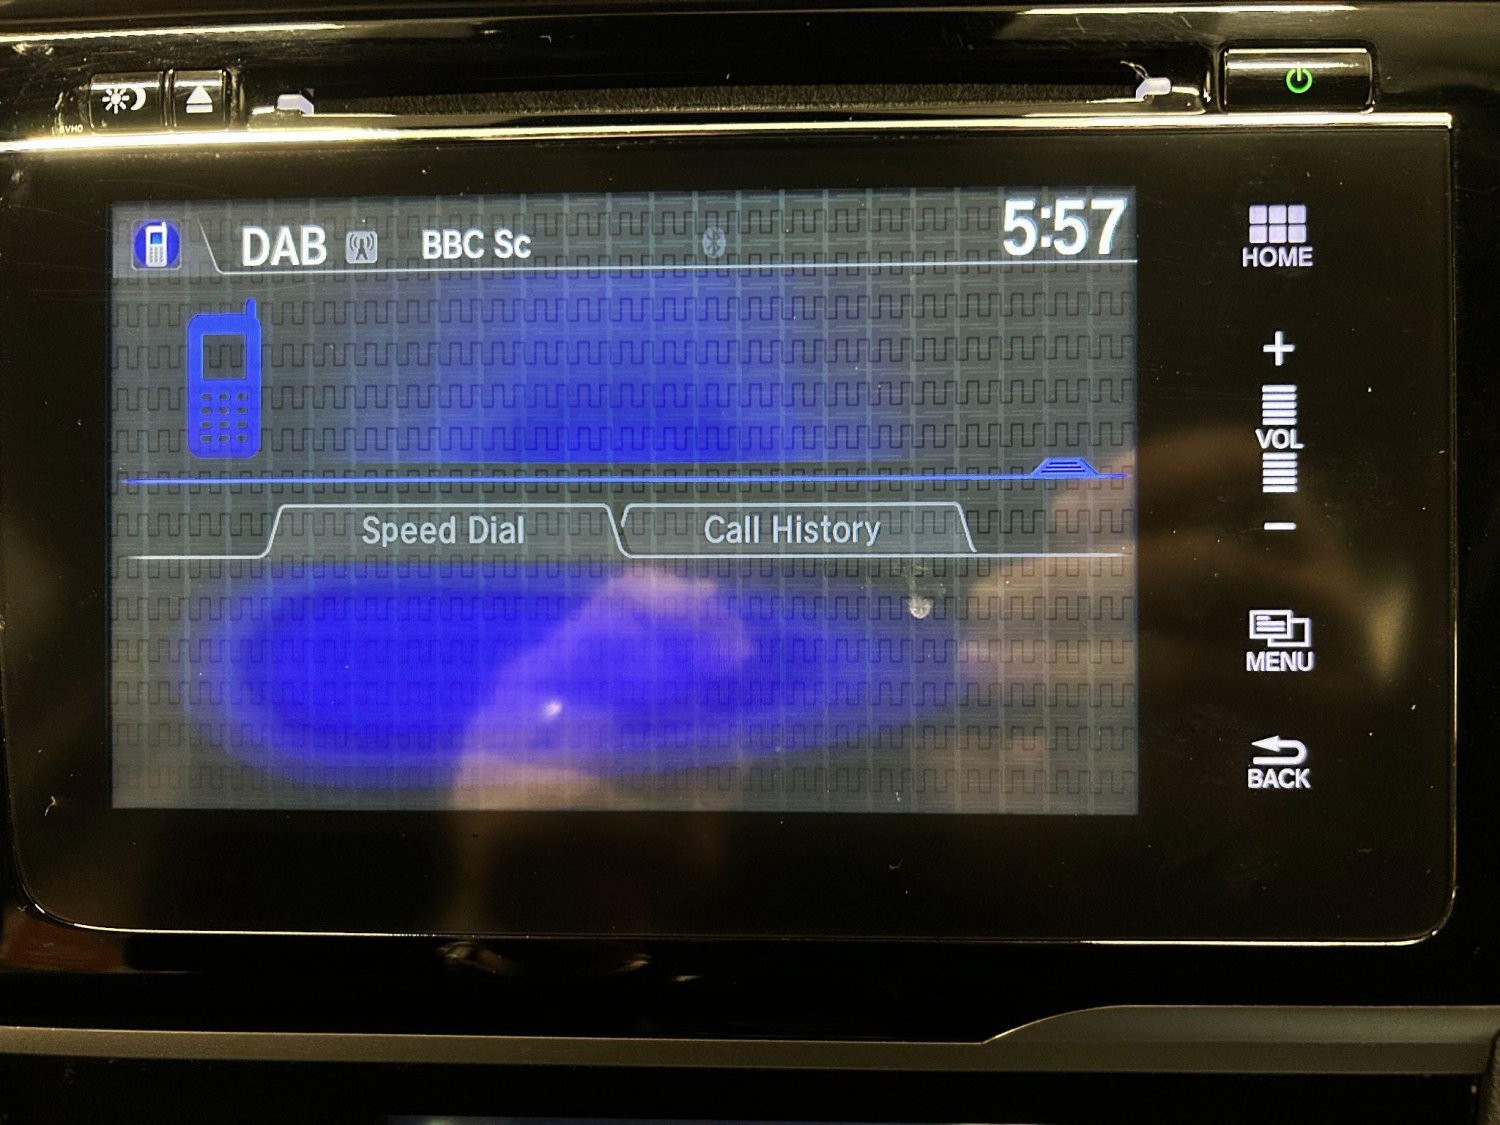 DAB BBC Sc 5:57
HOME
VOL
Speed Dial Call History
MENU
BACK